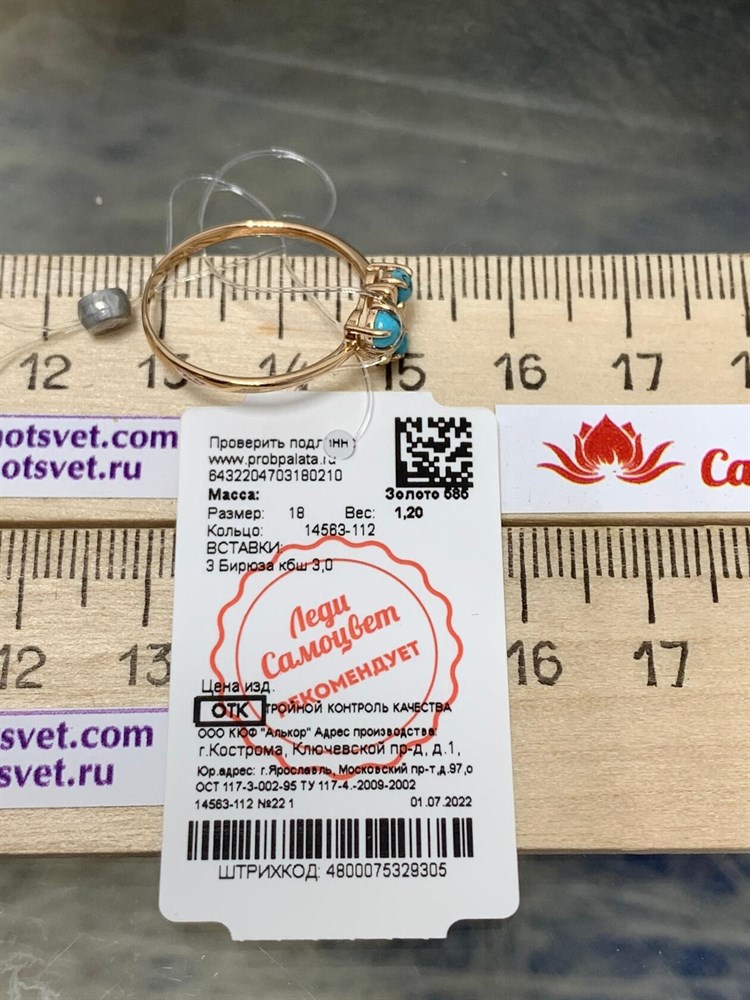 12 13 15 16 17
notsvet.com
notsvet.ru
Са
Проверить подлинн
www.probpalata.ru
6432204703180210
Масса: Золото 585
Размер: 18 Вес: 1,20
Кольцо: 14563-112
ВСТАВКИ:
3 Бирюза кбш 3,0
Леди
Самоцвет
РЕКОМЕНДУЕТ
12 13 16 17
Цена изд.
ОТК ТРОЙНОЙ КОНТРОЛЬ КАЧЕСТВА
ООО КЮФ "Алькор" Адрес производства:
г.Кострома, Ключевской пр-д, д.1,
Юр.адрес: г.Ярославль, Московский пр-т,д.97,о
ОСТ 117-3-002-95 ТУ 117-4.-2009-2002
14563-112 №22 1 01.07.2022
svet.com
svet.ru
ШТРИХКОД: 4800075329305